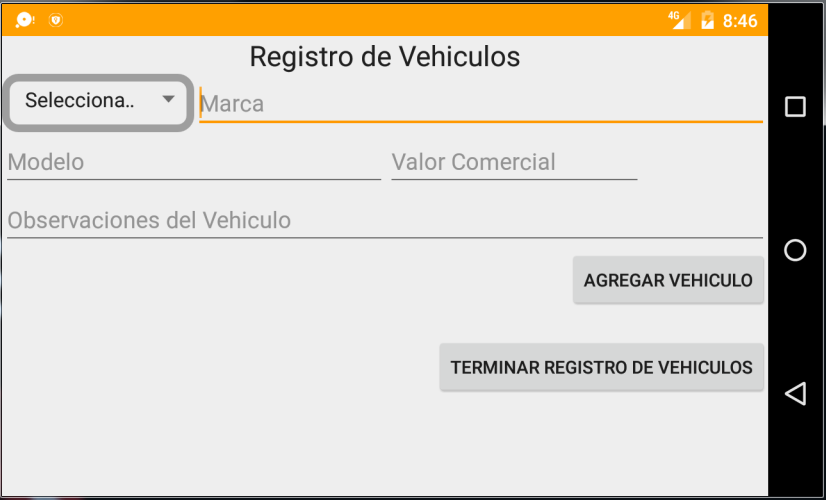 4G 8:46
Registro de Vehiculos
Selecciona.. Marca
Modelo Valor Comercial
Observaciones del Vehiculo
AGREGAR VEHICULO
TERMINAR REGISTRO DE VEHICULOS